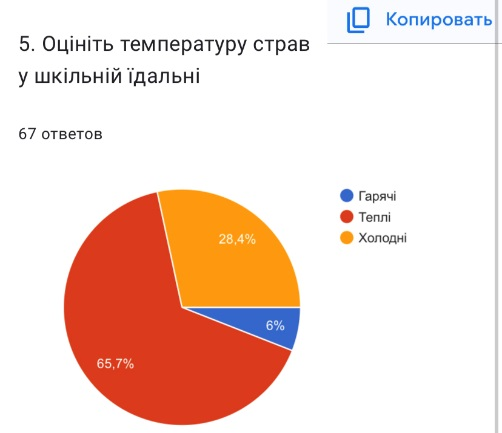 Копировать
5. Оцініть температуру страв
у шкільній їдальні
67 ответов
Гарячі
Теплі
Холодні
28,4%
6%
65,7%